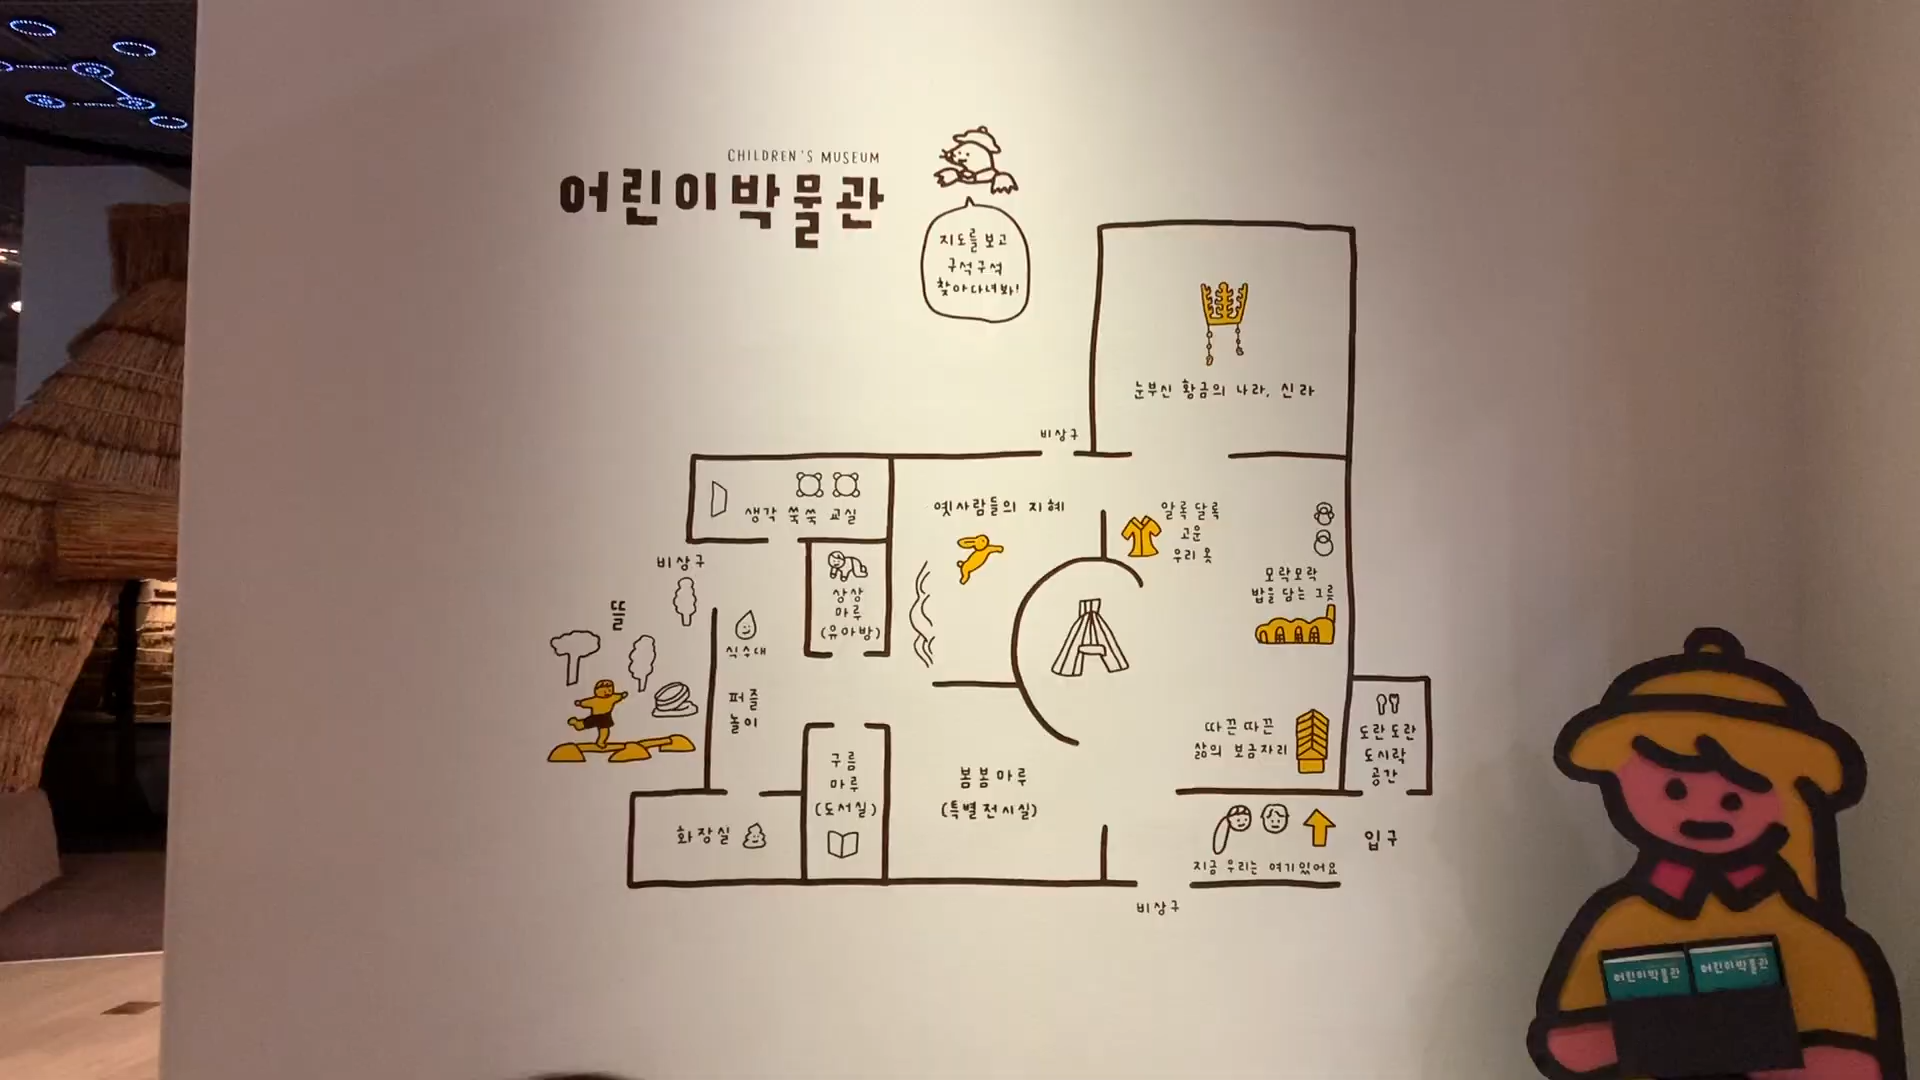 CHILDREN'S MUSEUM
어린이박물관
지도를 보고
구석구석
찾아다녀봐!
눈부신 황금의 나라, 신라
비상구
생각 쑥쑥 교실
옛사람들의 지혜
알록달록
고운
우리 옷
모락모락
밥을 담는 그릇
비상구
뜰
상상
마루
(유아방)
식수대
퍼즐
놀이
구름
마루
(도서실)
봄봄마루
(특별전시실)
따끈따끈
삶의 보금자리
도란도란
도시락
공간
화장실
지금 우리는 여기있어요
입구
비상구
어린이박물관
어린이박물관